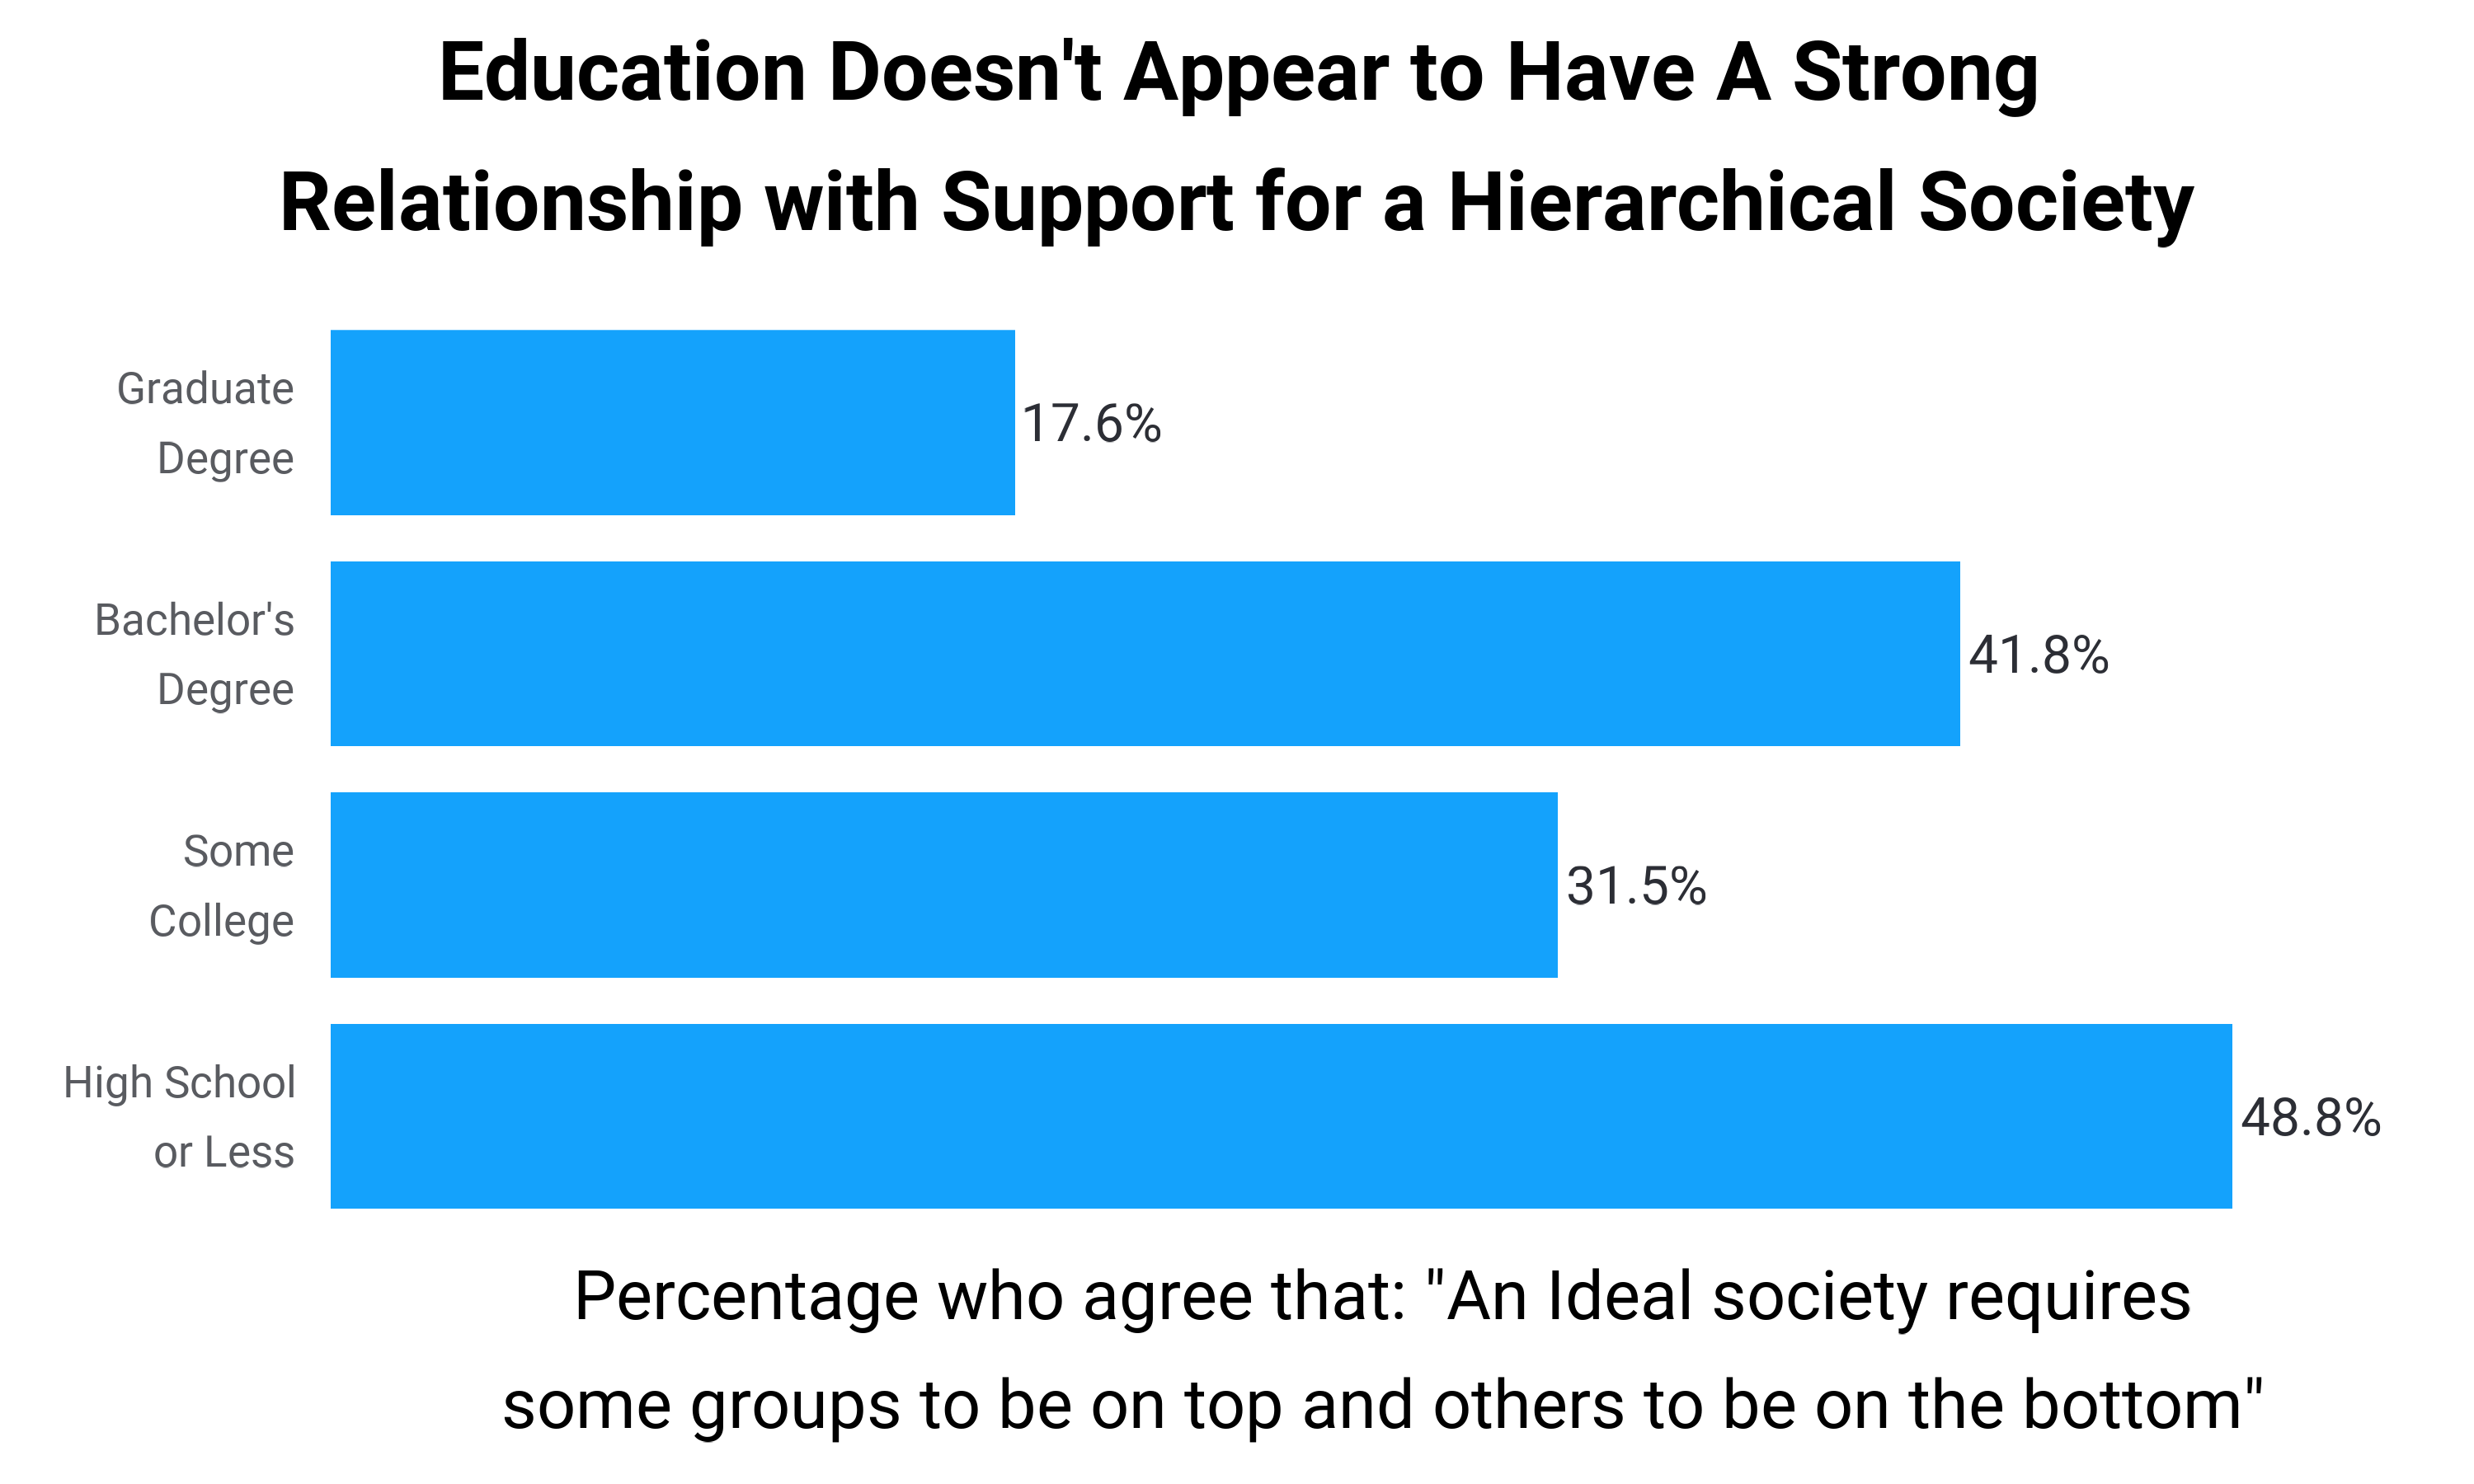 Education Doesn't Appear to Have A Strong
Relationship with Support for a Hierarchical Society
Graduate
Degree
17.6%
Bachelor's
Degree
41.8%
Some
College
31.5%
High School
or Less
48.8%
Percentage who agree that: "An Ideal society requires
some groups to be on top and others to be on the bottom"